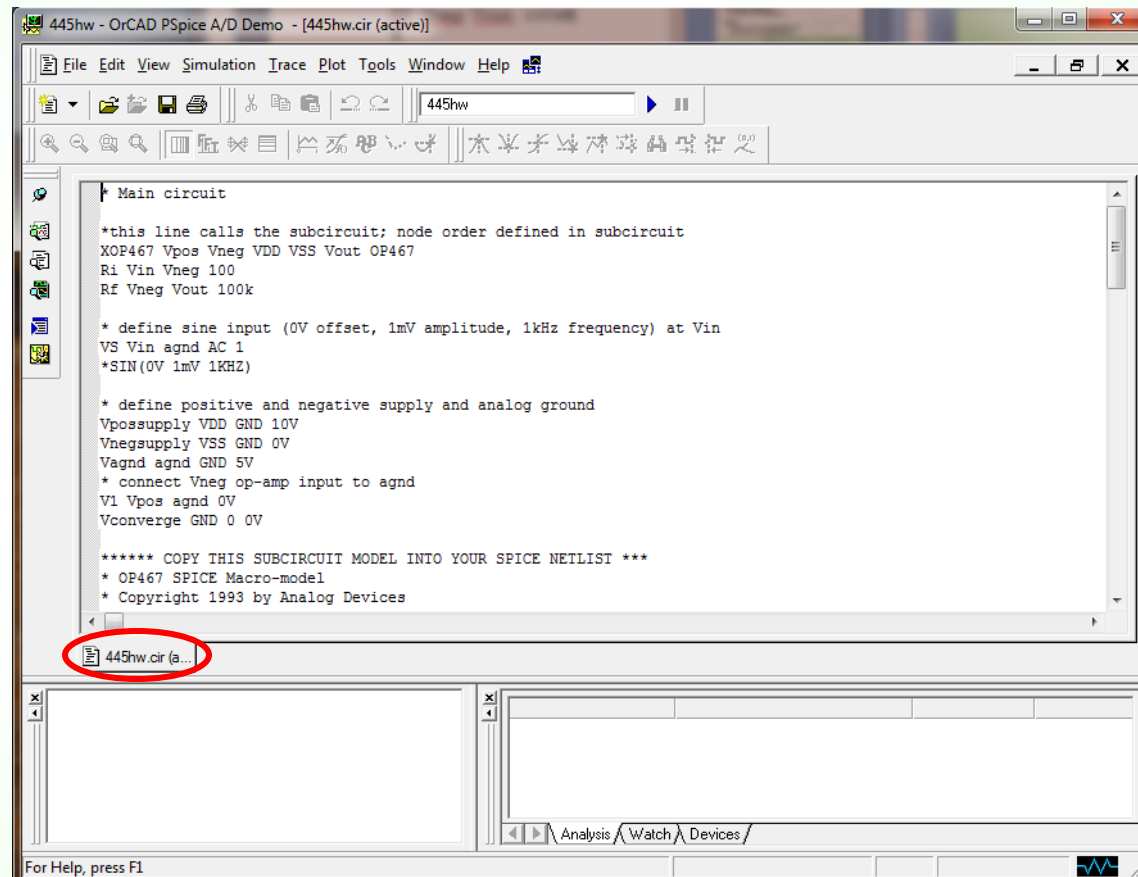 445hw - OrCAD PSpice A/D Demo - [445hw.cir (active)]
File Edit View Simulation Trace Plot Tools Window Help
445hw
* Main circuit
*this line calls the subcircuit; node order defined in subcircuit
XOP467 Vpos Vneg VDD VSS Vout OP467
Ri Vin Vneg 100
Rf Vneg Vout 100k
* define sine input (0V offset, 1mV amplitude, 1kHz frequency) at Vin
VS Vin agnd AC 1
*SIN(0V 1mV 1KHZ)
* define positive and negative supply and analog ground
Vpossupply VDD GND 10V
Vnegsupply VSS GND 0V
Vagnd agnd GND 5V
* connect Vneg op-amp input to agnd
V1 Vpos agnd 0V
Vconverge GND 0 0V
****** COPY THIS SUBCIRCUIT MODEL INTO YOUR SPICE NETLIST ***
* OP467 SPICE Macro-model
* Copyright 1993 by Analog Devices
445hw.cir (a...
Analysis Watch Devices
For Help, press F1